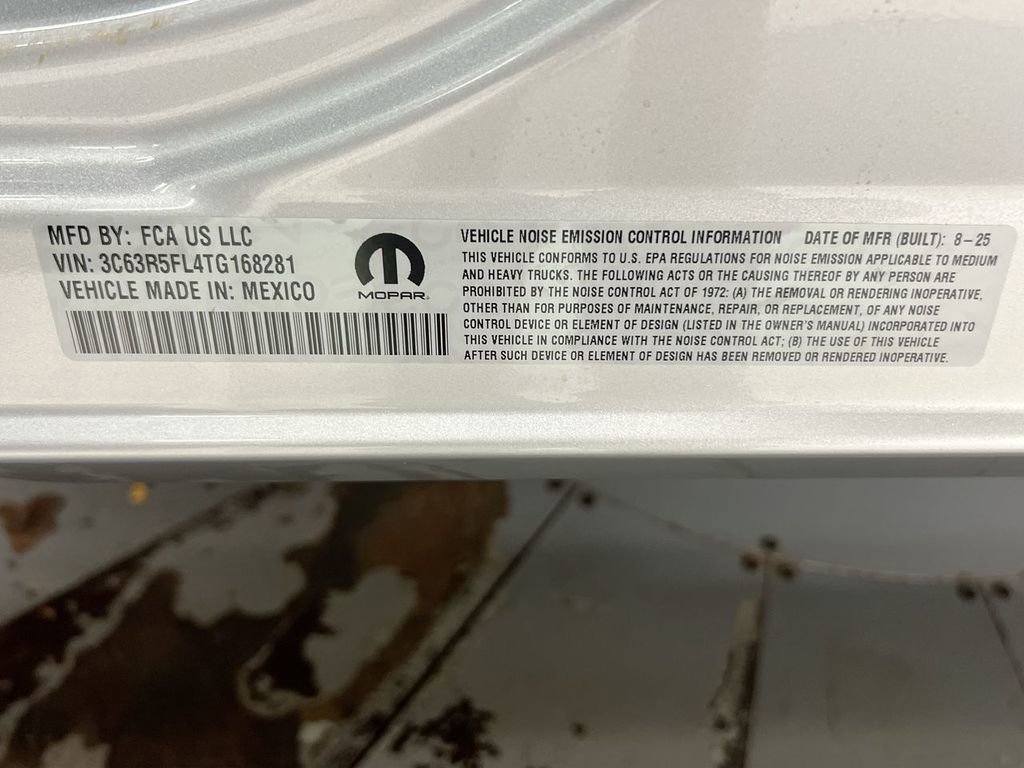 MFD BY: FCA US LLC
VIN: 3C63R5FL4TG168281
VEHICLE MADE IN: MEXICO
MOPAR
VEHICLE NOISE EMISSION CONTROL INFORMATION DATE OF MFR (BUILT): 8-25
THIS VEHICLE CONFORMS TO U.S. EPA REGULATIONS FOR NOISE EMISSION APPLICABLE TO MEDIUM
AND HEAVY TRUCKS. THE FOLLOWING ACTS OR THE CAUSING THEREOF BY ANY PERSON ARE
PROHIBITED BY THE NOISE CONTROL ACT OF 1972: (A) THE REMOVAL OR RENDERING INOPERATIVE,
OTHER THAN FOR PURPOSES OF MAINTENANCE, REPAIR, OR REPLACEMENT, OF ANY NOISE
CONTROL DEVICE OR ELEMENT OF DESIGN (LISTED IN THE OWNER'S MANUAL) INCORPORATED INTO
THIS VEHICLE IN COMPLIANCE WITH THE NOISE CONTROL ACT; (B) THE USE OF THIS VEHICLE
AFTER SUCH DEVICE OR ELEMENT OF DESIGN HAS BEEN REMOVED OR RENDERED INOPERATIVE.